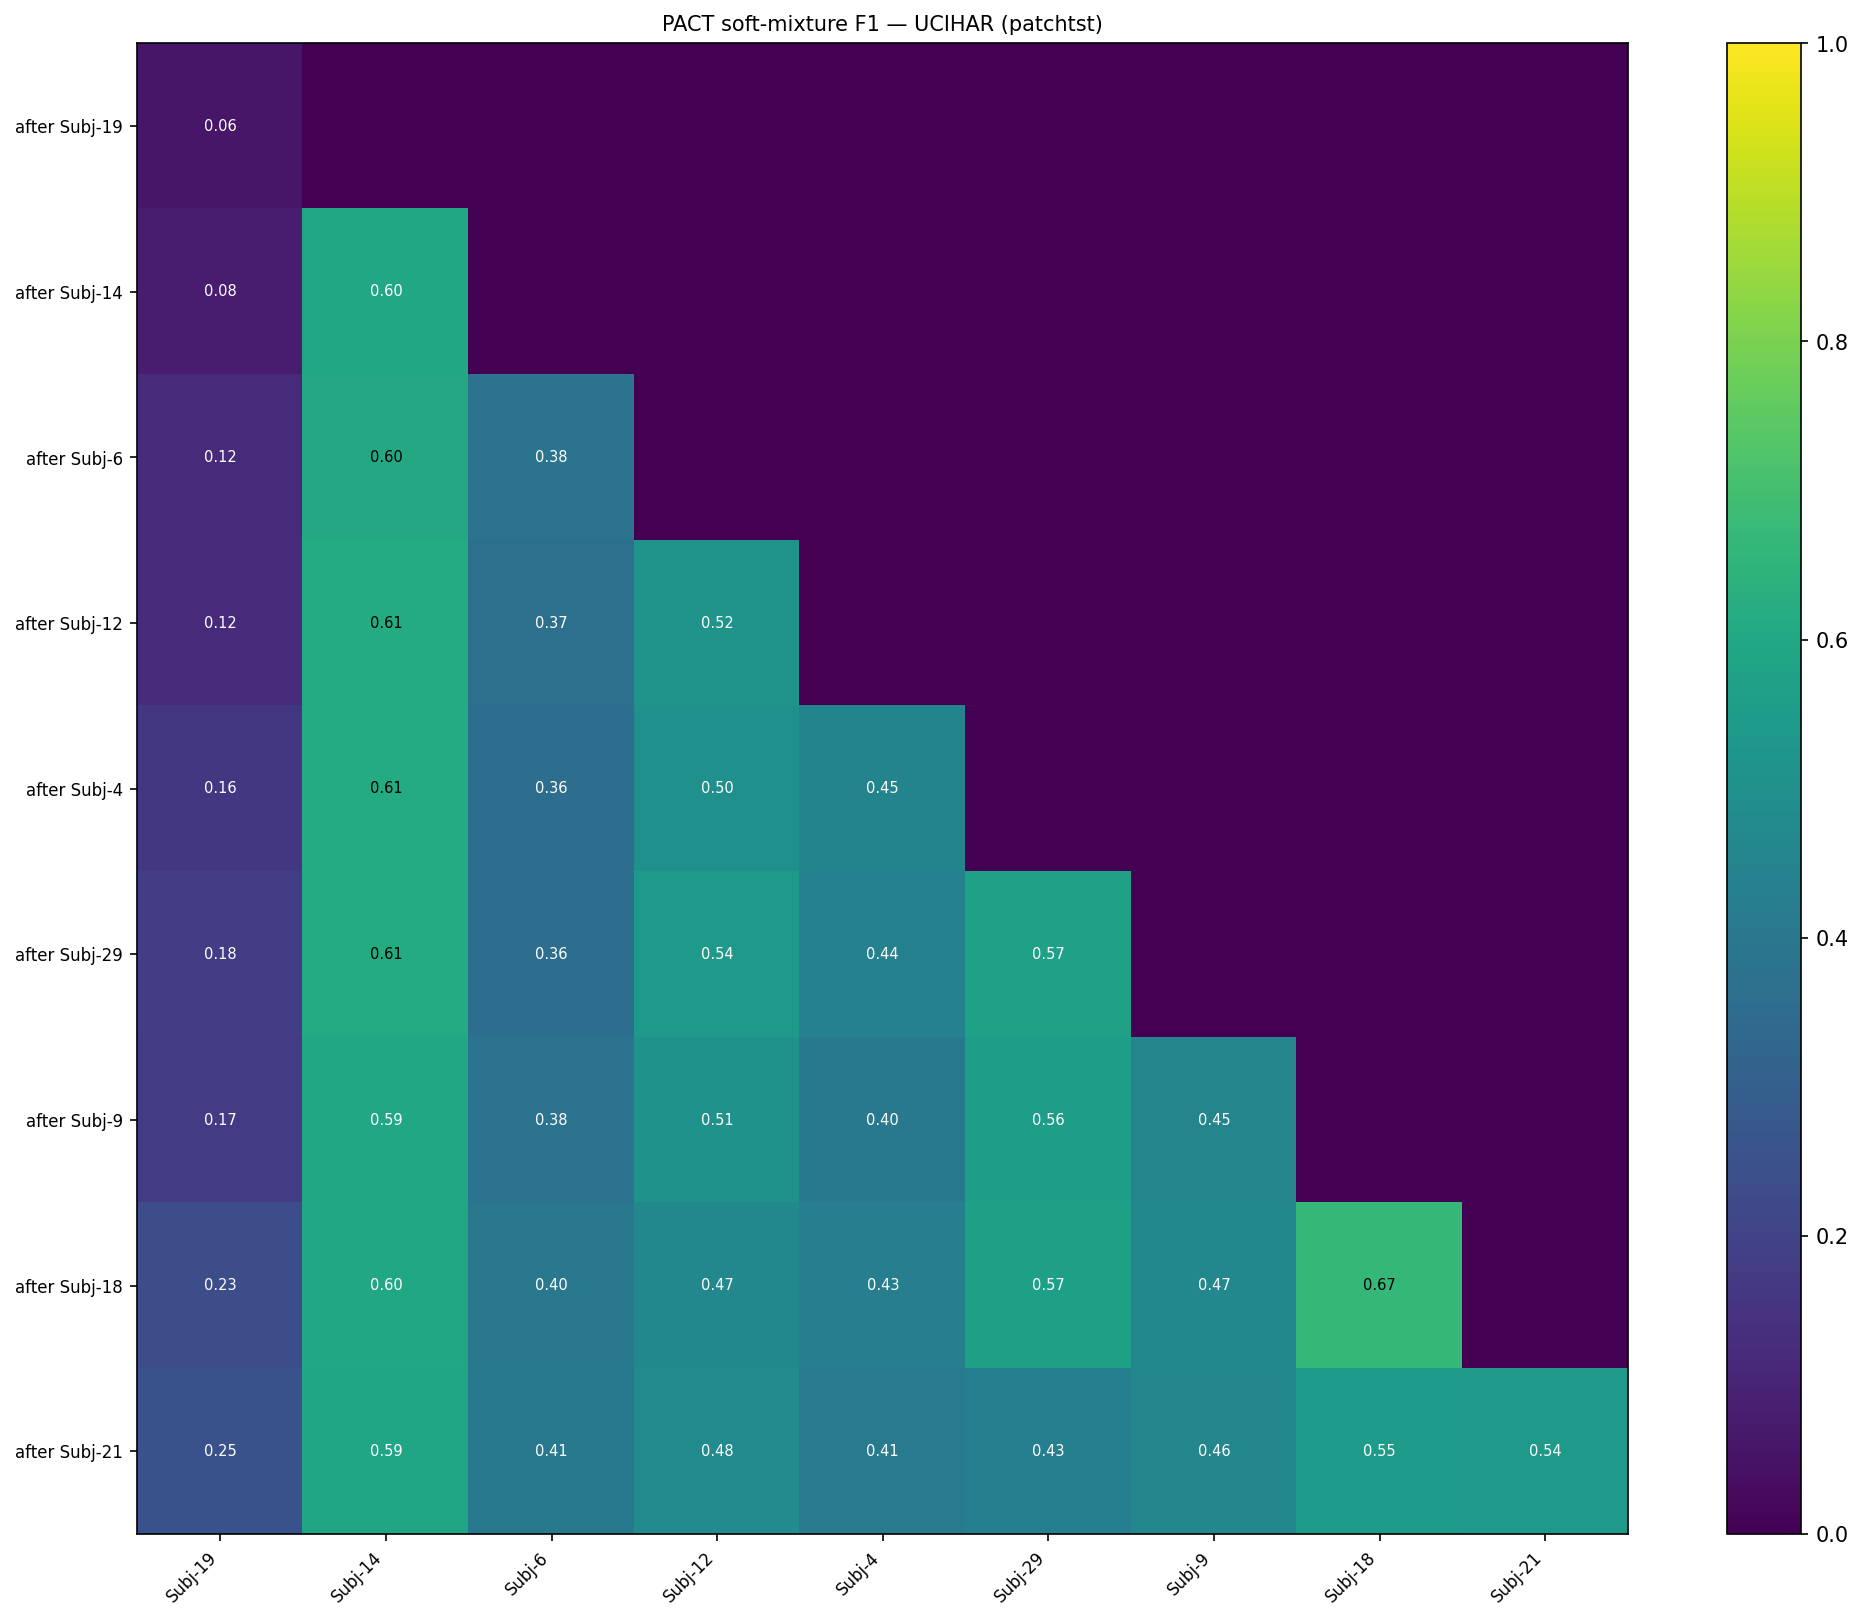 PACT soft-mixture F1 — UCIHAR (patchtst)
after Subj-19 0.06
after Subj-14 0.08 0.60
after Subj-6 0.12 0.60 0.38
after Subj-12 0.12 0.61 0.37 0.52
after Subj-4 0.16 0.61 0.36 0.50 0.45
after Subj-29 0.18 0.61 0.36 0.54 0.44 0.57
after Subj-9 0.17 0.59 0.38 0.51 0.40 0.56 0.45
after Subj-18 0.23 0.60 0.40 0.47 0.43 0.57 0.47 0.67
after Subj-21 0.25 0.59 0.41 0.48 0.41 0.43 0.46 0.55 0.54
Subj-19 Subj-14 Subj-6 Subj-12 Subj-4 Subj-29 Subj-9 Subj-18 Subj-21
1.0
0.8
0.6
0.4
0.2
0.0